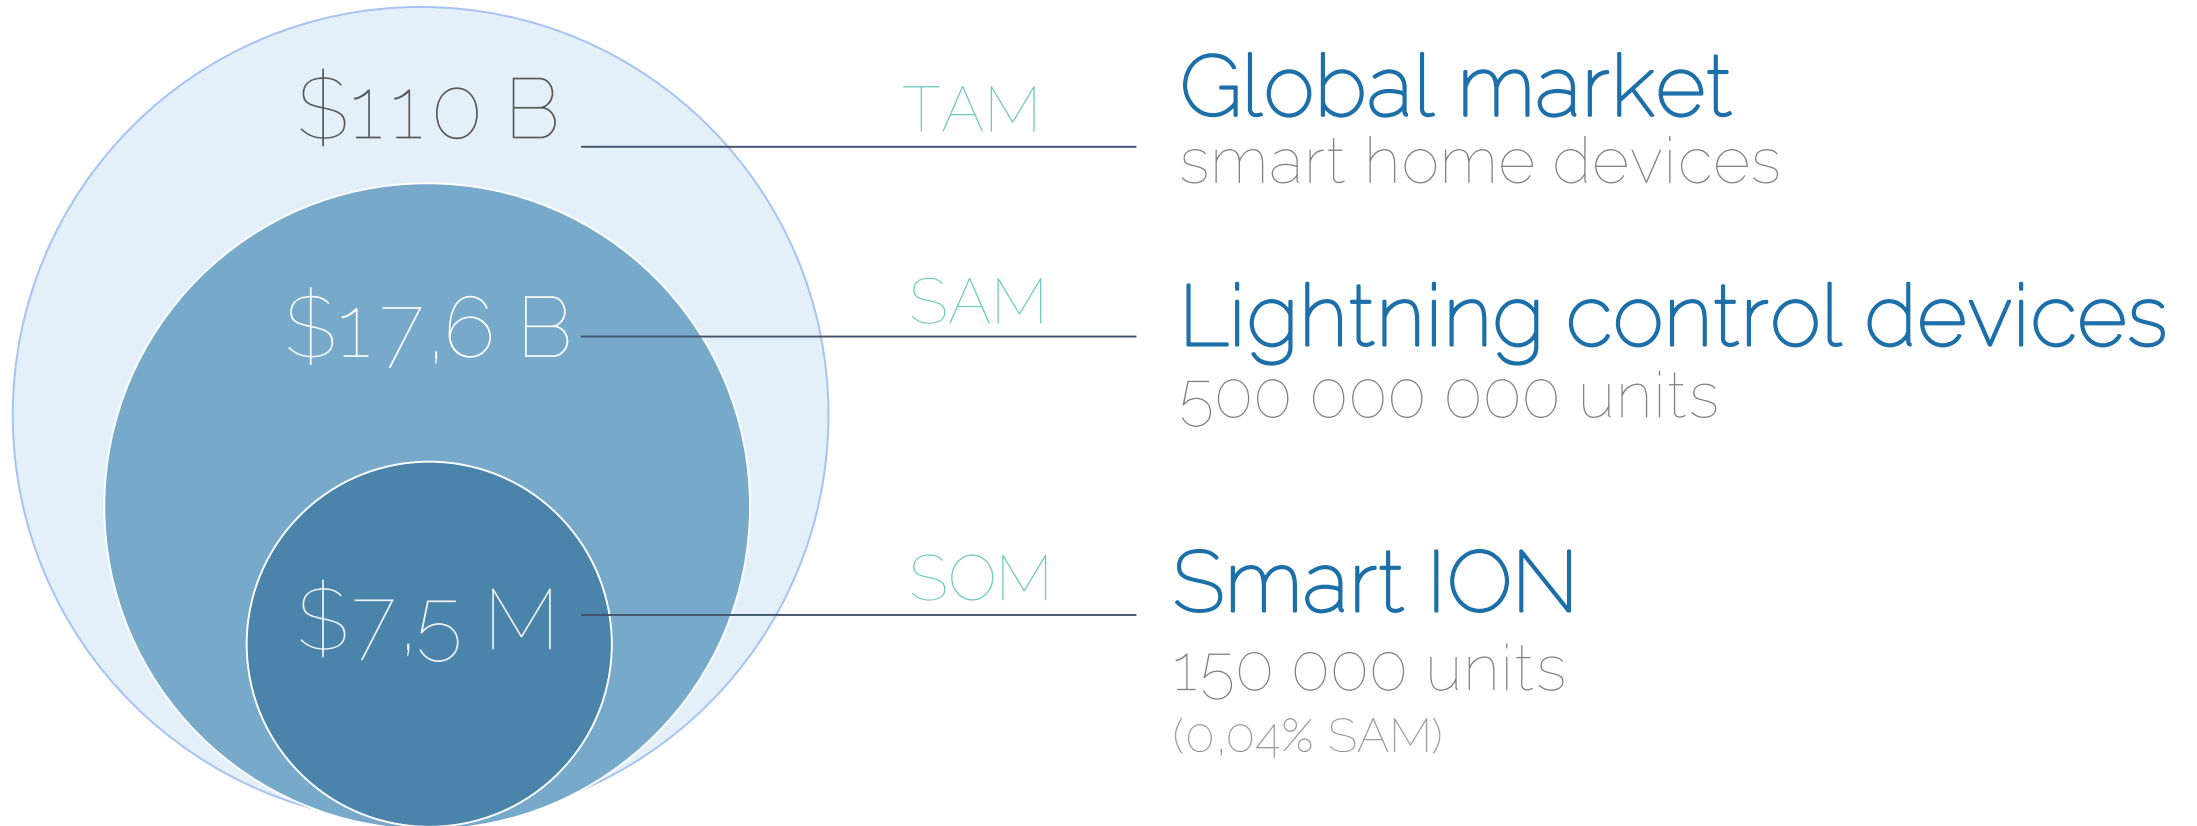 $110 B
TAM
Global market
smart home devices
$17,6 B
SAM
Lightning control devices
500 000 000 units
$7,5 M
SOM
Smart ION
150 000 units
(0,04% SAM)